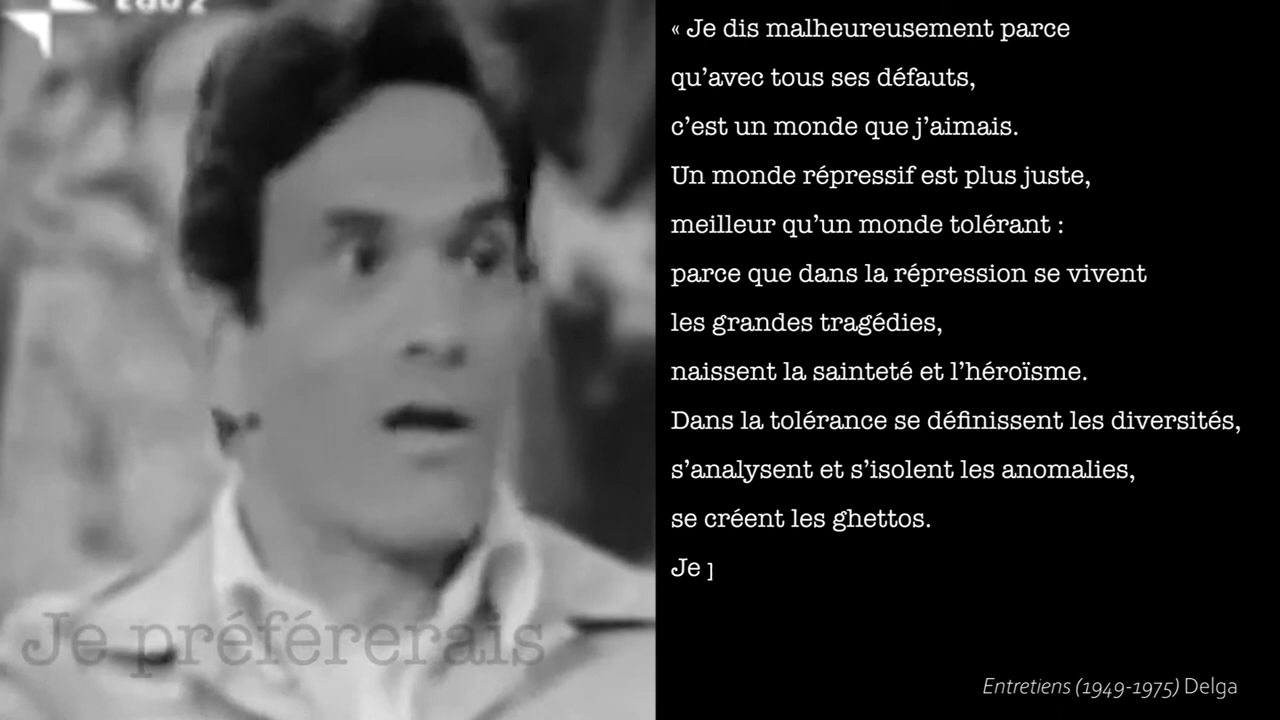 « Je dis malheureusement parce
qu’avec tous ses défauts,
c’est un monde que j’aimais.
Un monde répressif est plus juste,
meilleur qu’un monde tolérant :
parce que dans la répression se vivent
les grandes tragédies,
naissent la sainteté et l’héroïsme.
Dans la tolérance se définissent les diversités,
s’analysent et s’isolent les anomalies,
se créent les ghettos.
Je
Je préférerais
Entretiens (1949-1975) Delga